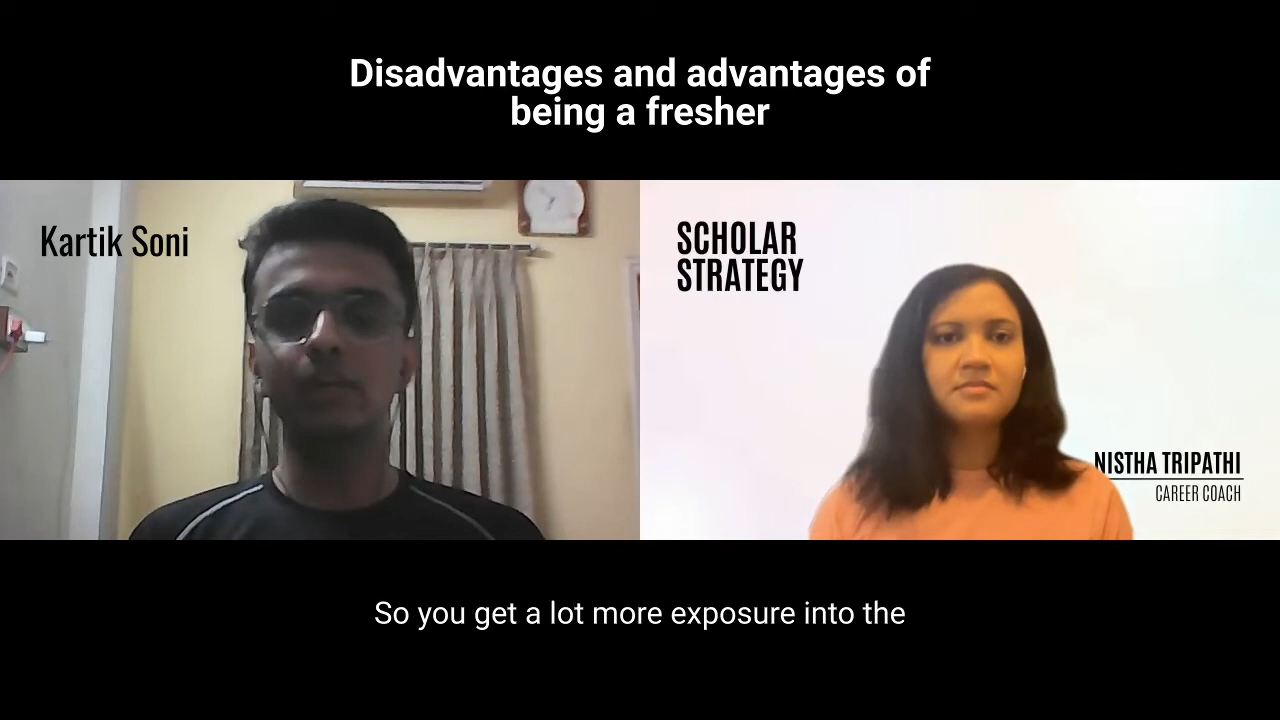 Disadvantages and advantages of
being a fresher
Kartik Soni
SCHOLAR
STRATEGY
NISTHA TRIPATHI
CAREER COACH
So you get a lot more exposure into the